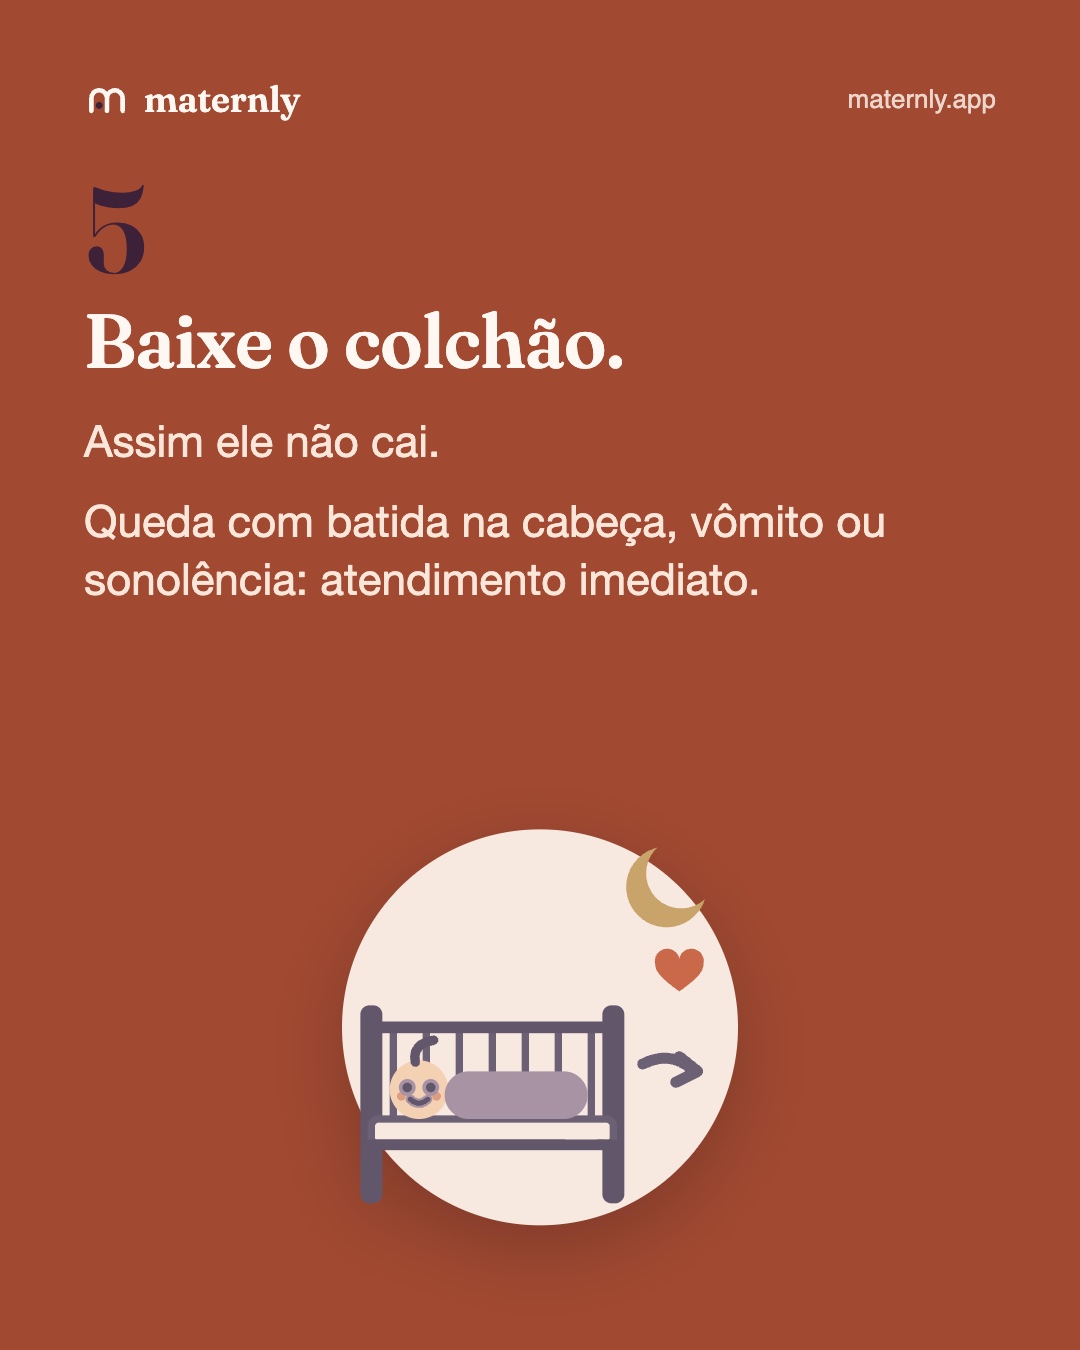 maternly
maternly.app
5
Baixe o colchão.
Assim ele não cai.
Queda com batida na cabeça, vômito ou
sonolência: atendimento imediato.